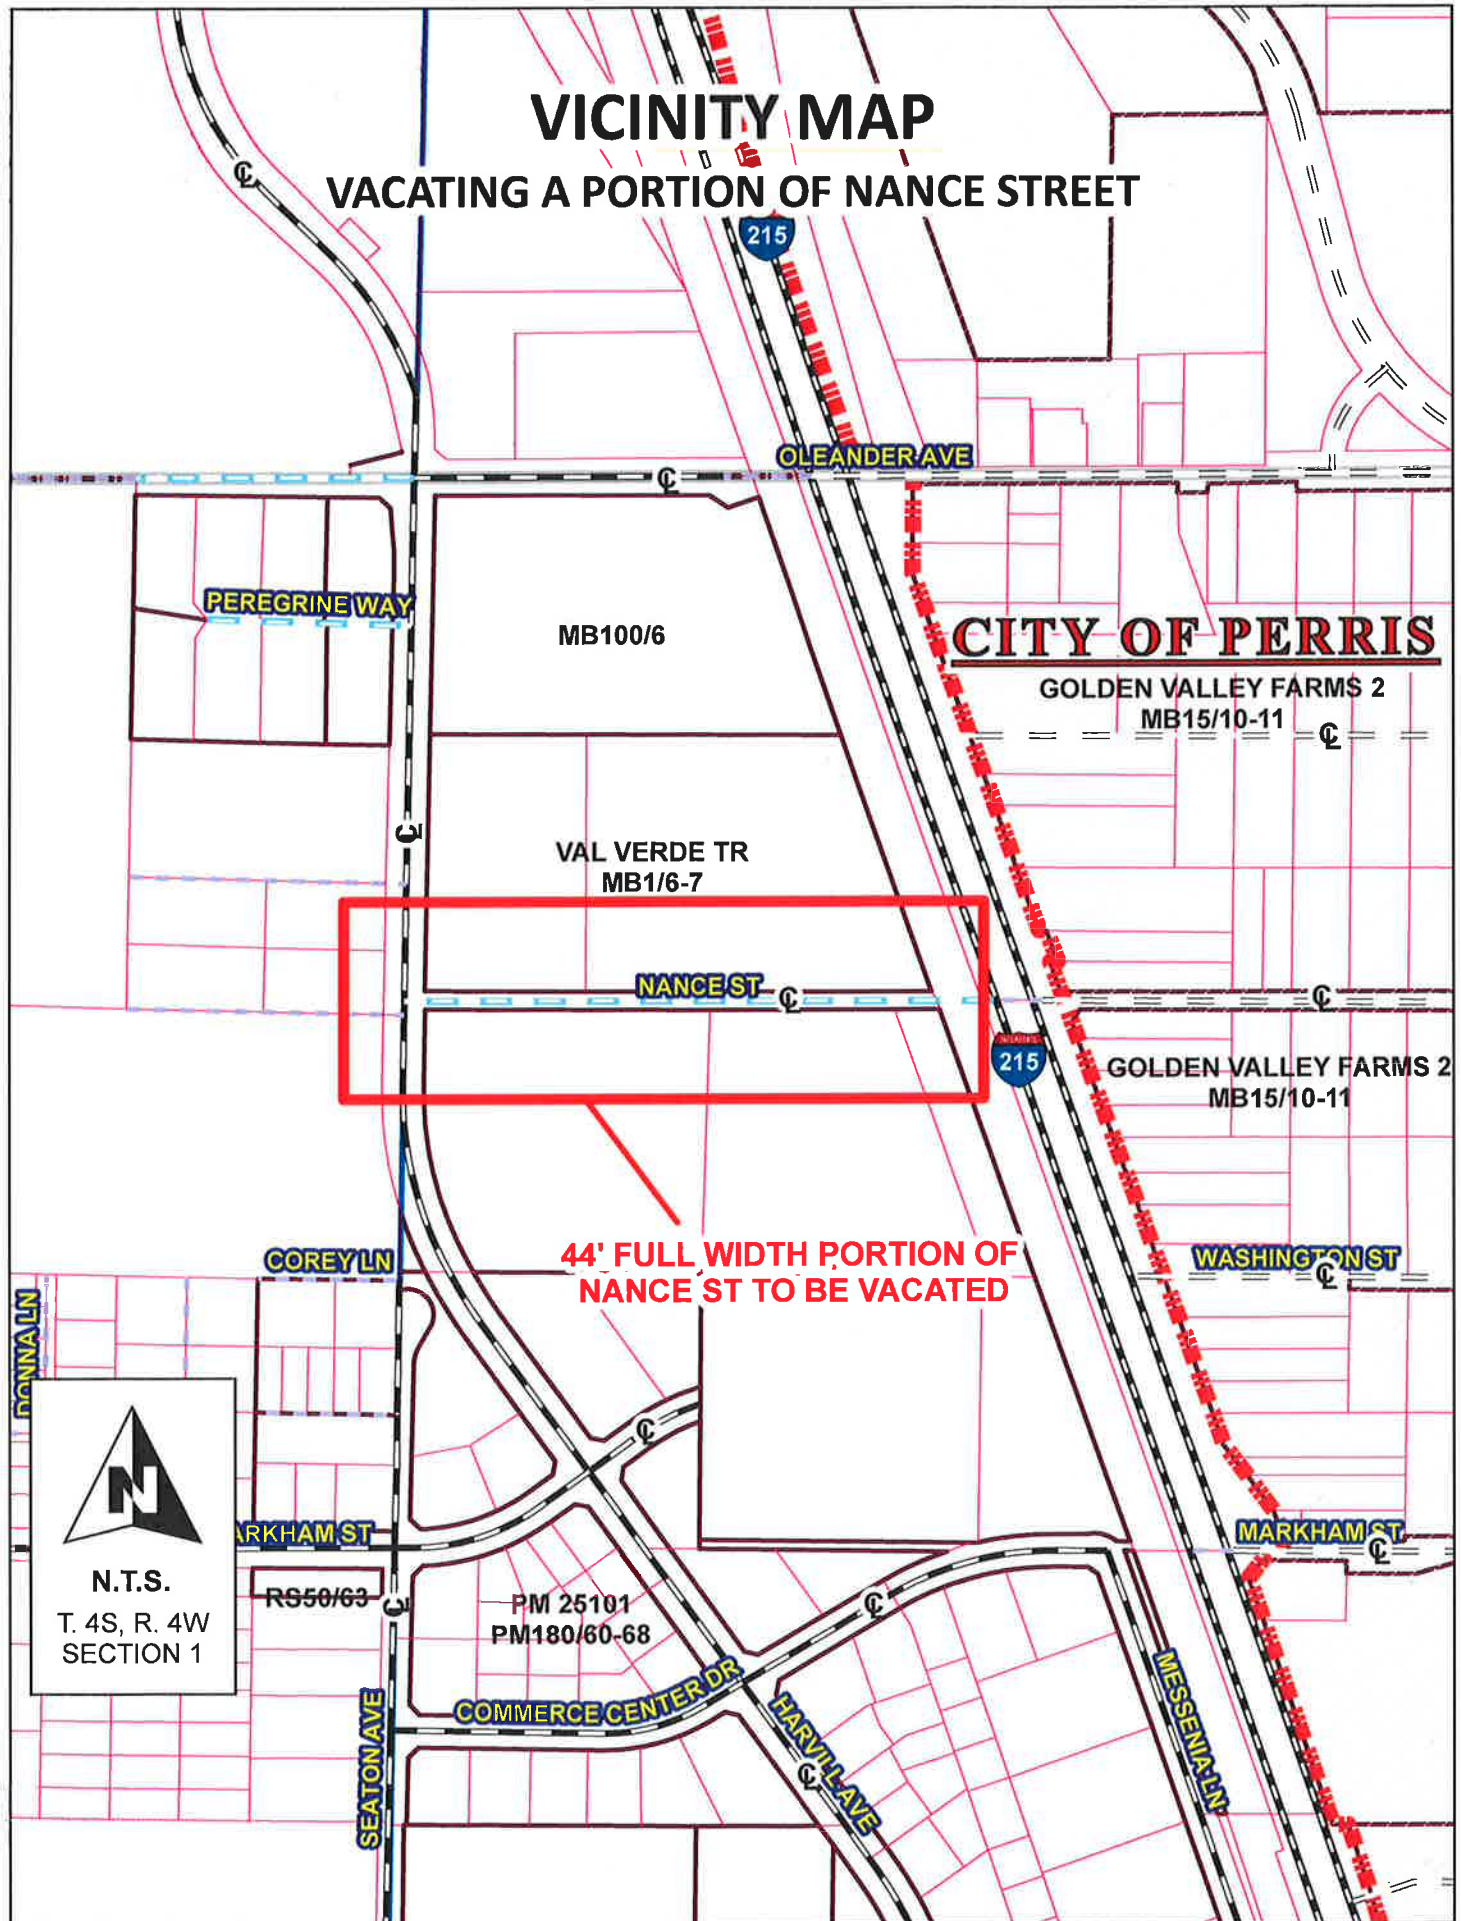 VICINITY MAP
VACATING A PORTION OF NANCE STREET
215
OLEANDER AVE
PEREGRINE WAY
MB100/6
CITY OF PERRIS
GOLDEN VALLEY FARMS 2
MB15/10-11
VAL VERDE TR
MB1/6-7
NANCE ST
215
GOLDEN VALLEY FARMS 2
MB15/10-11
44' FULL WIDTH PORTION OF
NANCE ST TO BE VACATED
COREY LN
WASHINGTON ST
DONNA LN
N
N.T.S.
T. 4S, R. 4W
SECTION 1
ARKHAM ST
MARKHAM ST
RS50/63
PM 25101
PM180/60-68
COMMERCE CENTER DR
SEATON AVE
HARVILL AVE
MESSENIA LN